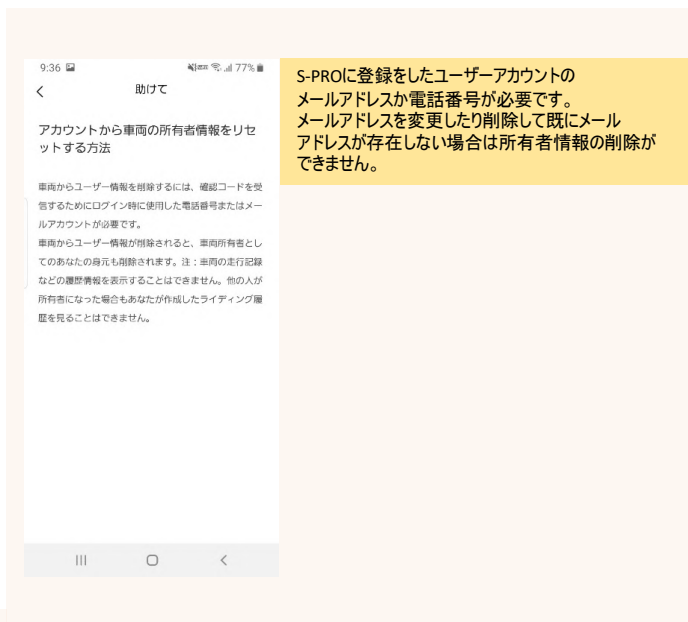 9:36
77%
助けて
アカウントから車両の所有者情報をリセ
ットする方法
車両からユーザー情報を削除するには、確認コードを受
信するためにログイン時に使用した電話番号またはメー
ルアカウントが必要です。
車両からユーザー情報が削除されると、車両所有者とし
てのあなたの身元も削除されます。注：車両の走行記録
などの履歴情報を表示することはできません。他の人が
所有者になった場合もあなたが作成したライディング履
歴を見ることはできません。
S-PROに登録をしたユーザーアカウントの
メールアドレスか電話番号が必要です。
メールアドレスを変更したり削除して既にメール
アドレスが存在しない場合は所有者情報の削除が
できません。